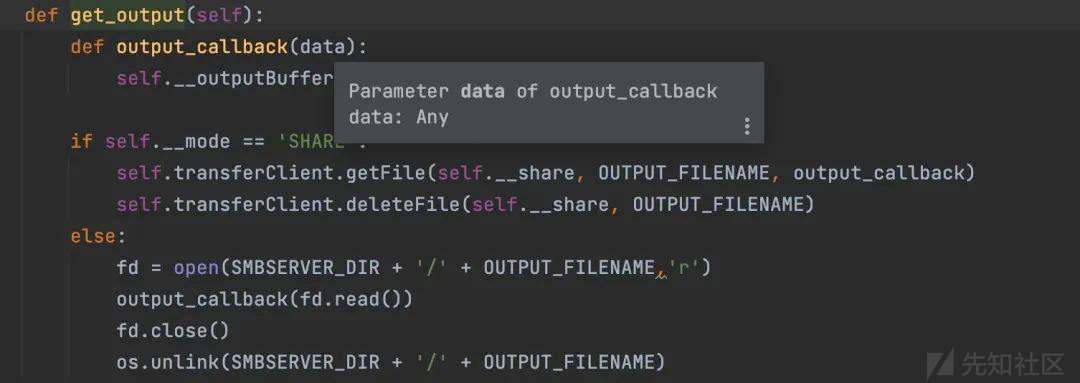 def get_output(self):
def output_callback(data):
self.__outputBuffer
Parameter data of output_callback
data: Any
if self.__mode == 'SHARE':
self.transferClient.getFile(self.__share, OUTPUT_FILENAME, output_callback)
self.transferClient.deleteFile(self.__share, OUTPUT_FILENAME)
else:
fd = open(SMBSERVER_DIR + '/' + OUTPUT_FILENAME,'r')
output_callback(fd.read())
fd.close()
os.unlink(SMBSERVER_DIR + '/' + OUTPUT_FILENAME)
先知社区